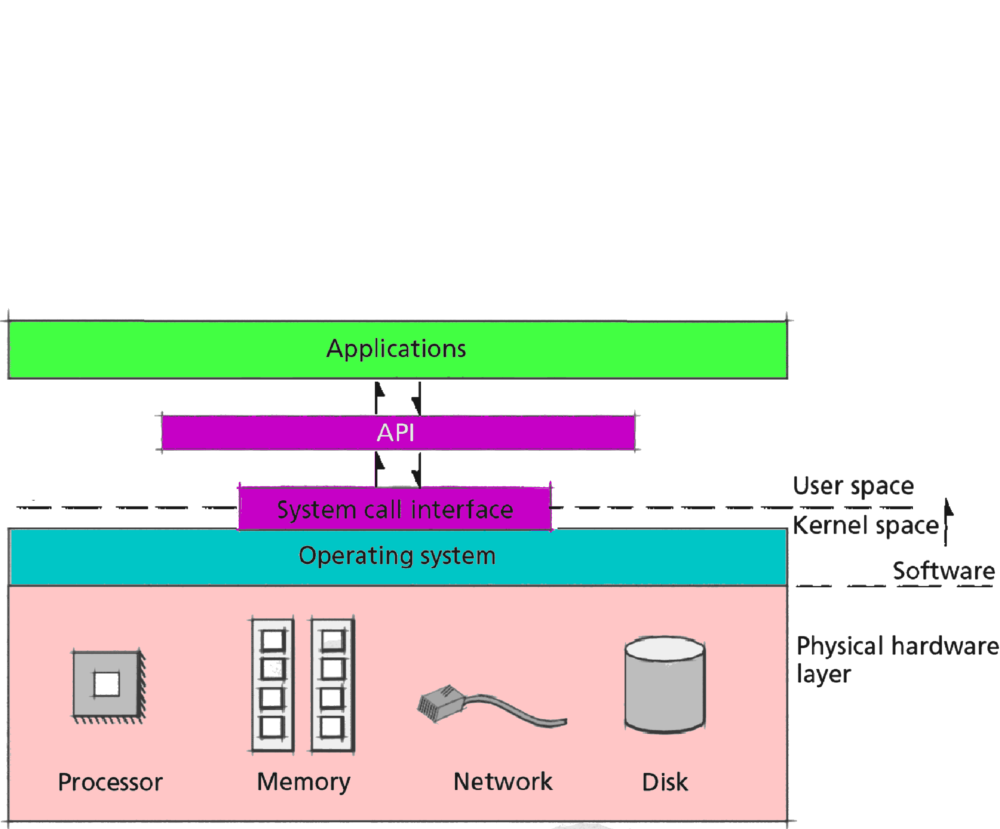 Applications
API
User space
System call interface
Kernel space
Operating system
Software
Physical hardware
layer
Processor
Memory
Network
Disk